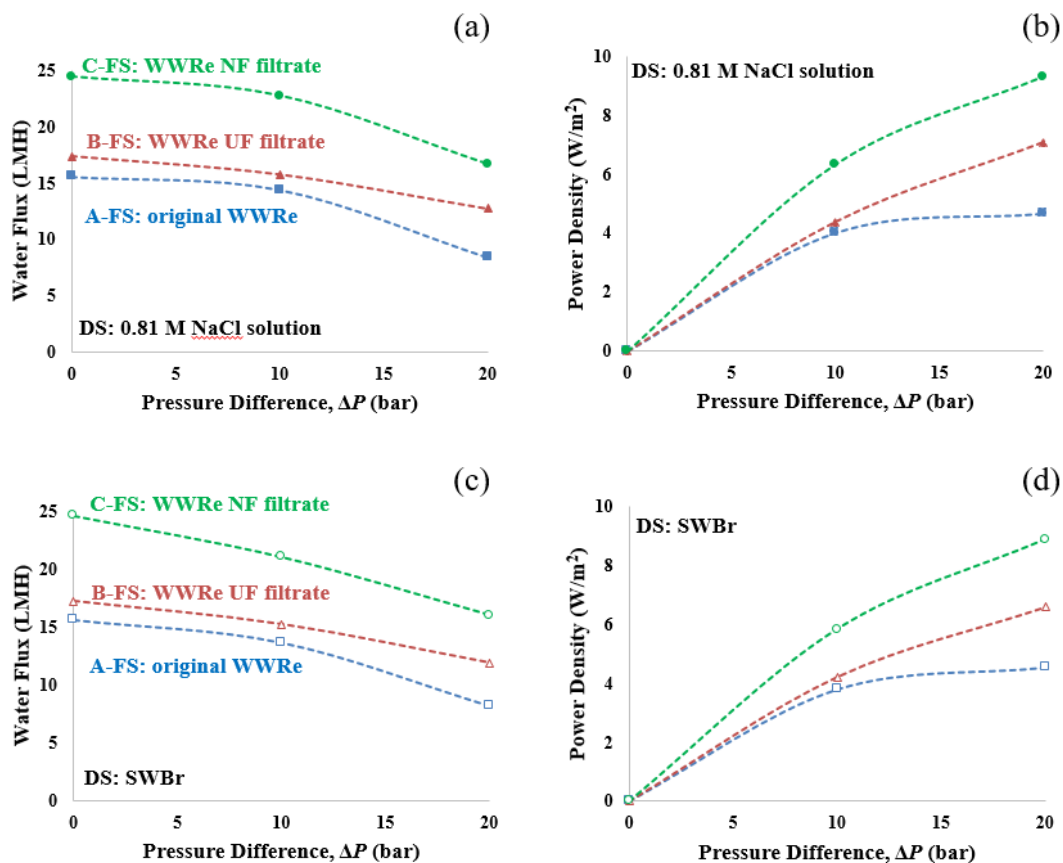 (a)
C-FS: WWRe NF filtrate
B-FS: WWRe UF filtrate
A-FS: original WWRe
DS: 0.81 M NaCl solution
Water Flux (LMH)
25
20
15
10
5
0
0 5 10 15 20
Pressure Difference, ΔP (bar)
(b)
DS: 0.81 M NaCl solution
Power Density (W/m²)
10
8
6
4
2
0
0 5 10 15 20
Pressure Difference, ΔP (bar)
(c)
C-FS: WWRe NF filtrate
B-FS: WWRe UF filtrate
A-FS: original WWRe
DS: SWBr
Water Flux (LMH)
25
20
15
10
5
0
0 5 10 15 20
Pressure Difference, ΔP (bar)
(d)
DS: SWBr
Power Density (W/m²)
10
8
6
4
2
0
0 5 10 15 20
Pressure Difference, ΔP (bar)